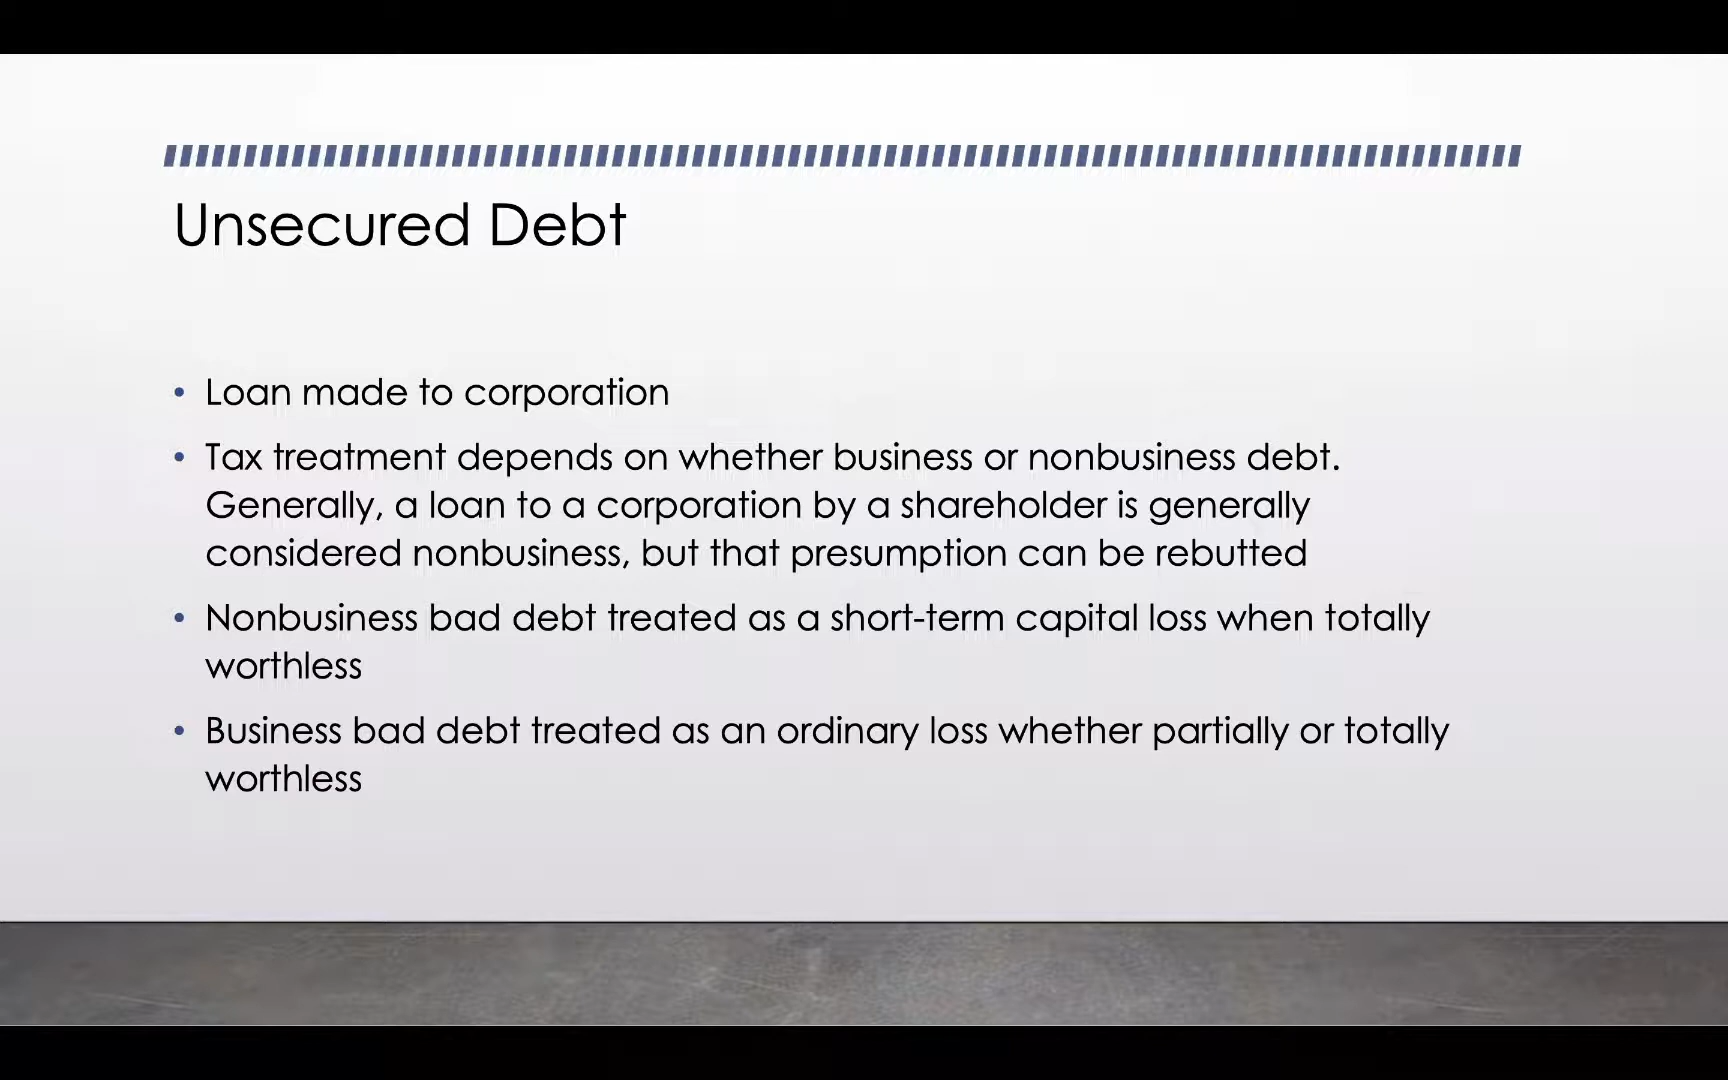 Unsecured Debt
• Loan made to corporation
• Tax treatment depends on whether business or nonbusiness debt.
Generally, a loan to a corporation by a shareholder is generally
considered nonbusiness, but that presumption can be rebutted
• Nonbusiness bad debt treated as a short-term capital loss when totally
worthless
• Business bad debt treated as an ordinary loss whether partially or totally
worthless